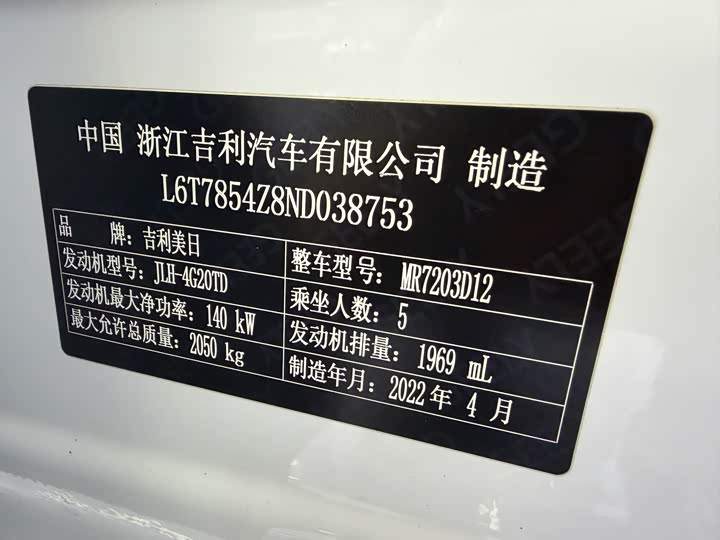 中国 浙江吉利汽车有限公司 制造
L6T7854Z8ND038753
品 牌：吉利美日
整车型号：MR7203D12
发动机型号：JLH-4G20TD
乘坐人数：5
发动机最大净功率：140 kW
发动机排量：1969 mL
最大允许总质量：2050 kg
制造年月：2022年 4 月